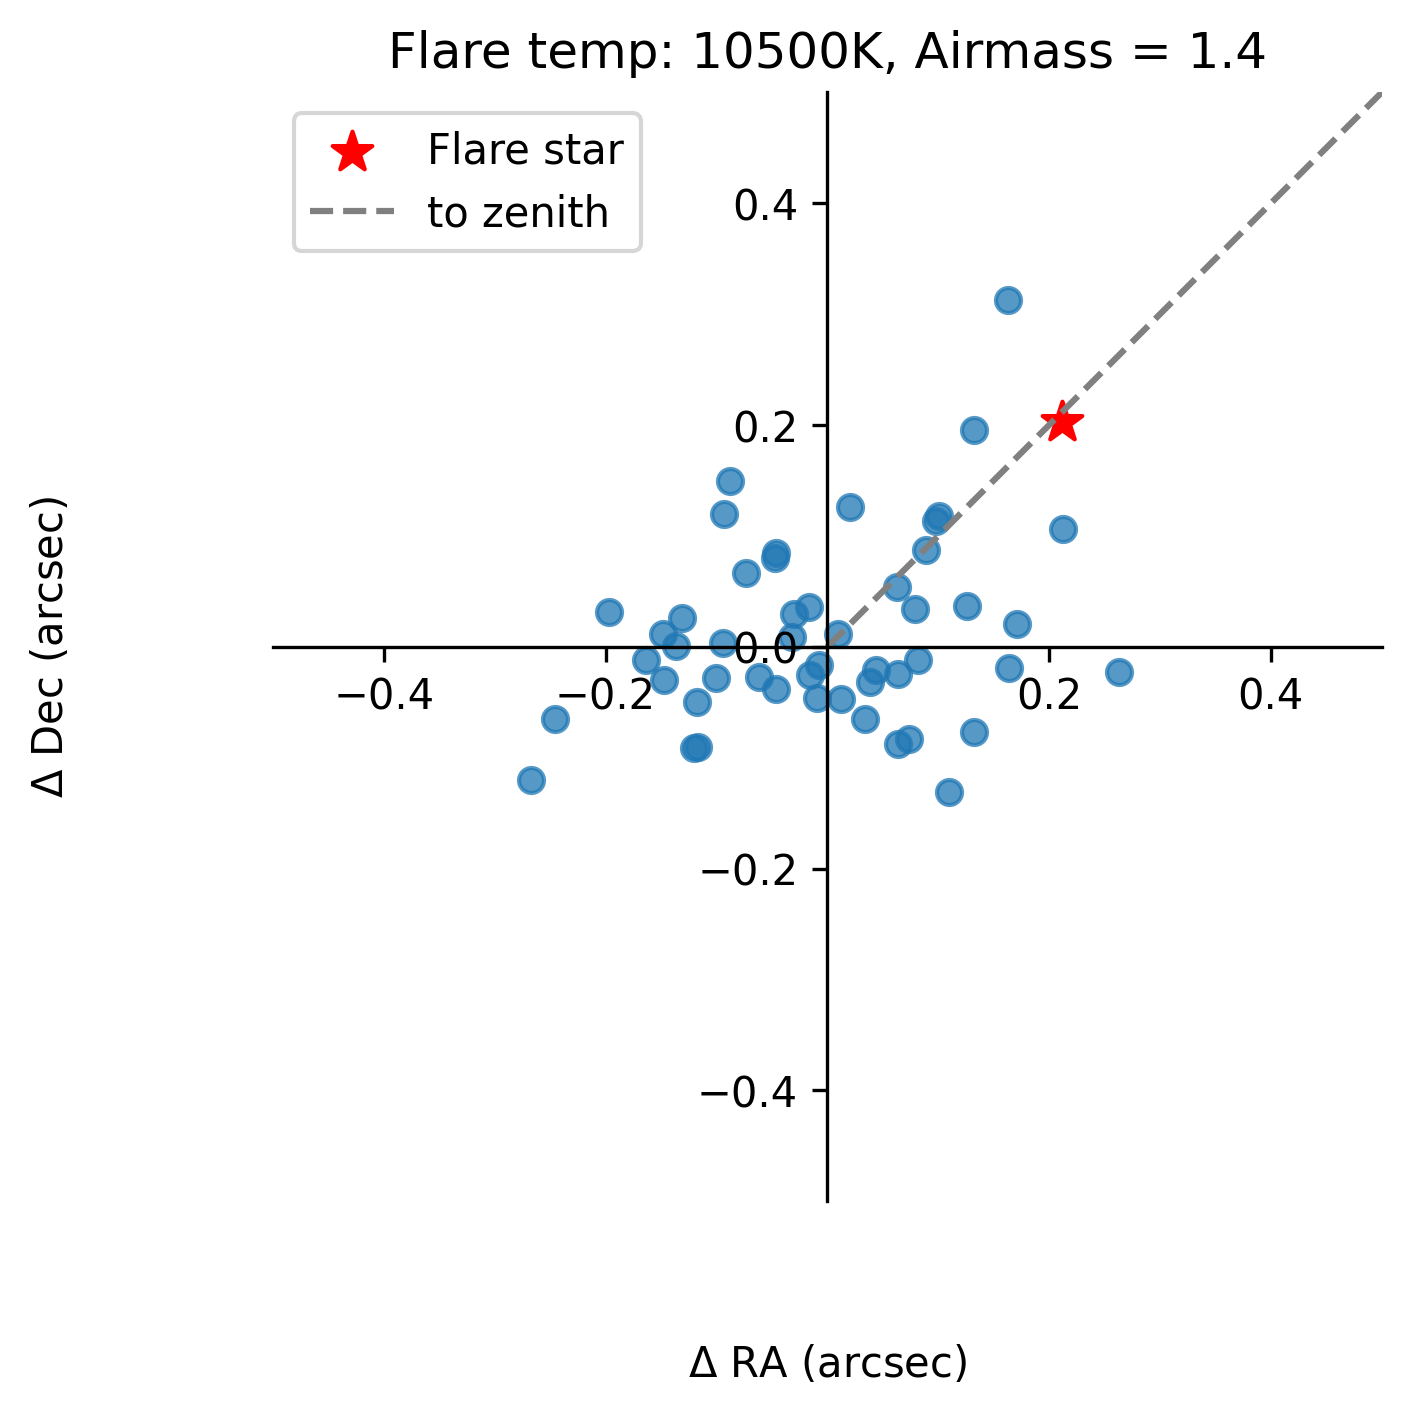 Flare temp: 10500K, Airmass = 1.4
Flare star
to zenith
0.4
0.2
0.0
−0.4
−0.2
0.2
0.4
−0.2
−0.4
Δ Dec (arcsec)
Δ RA (arcsec)